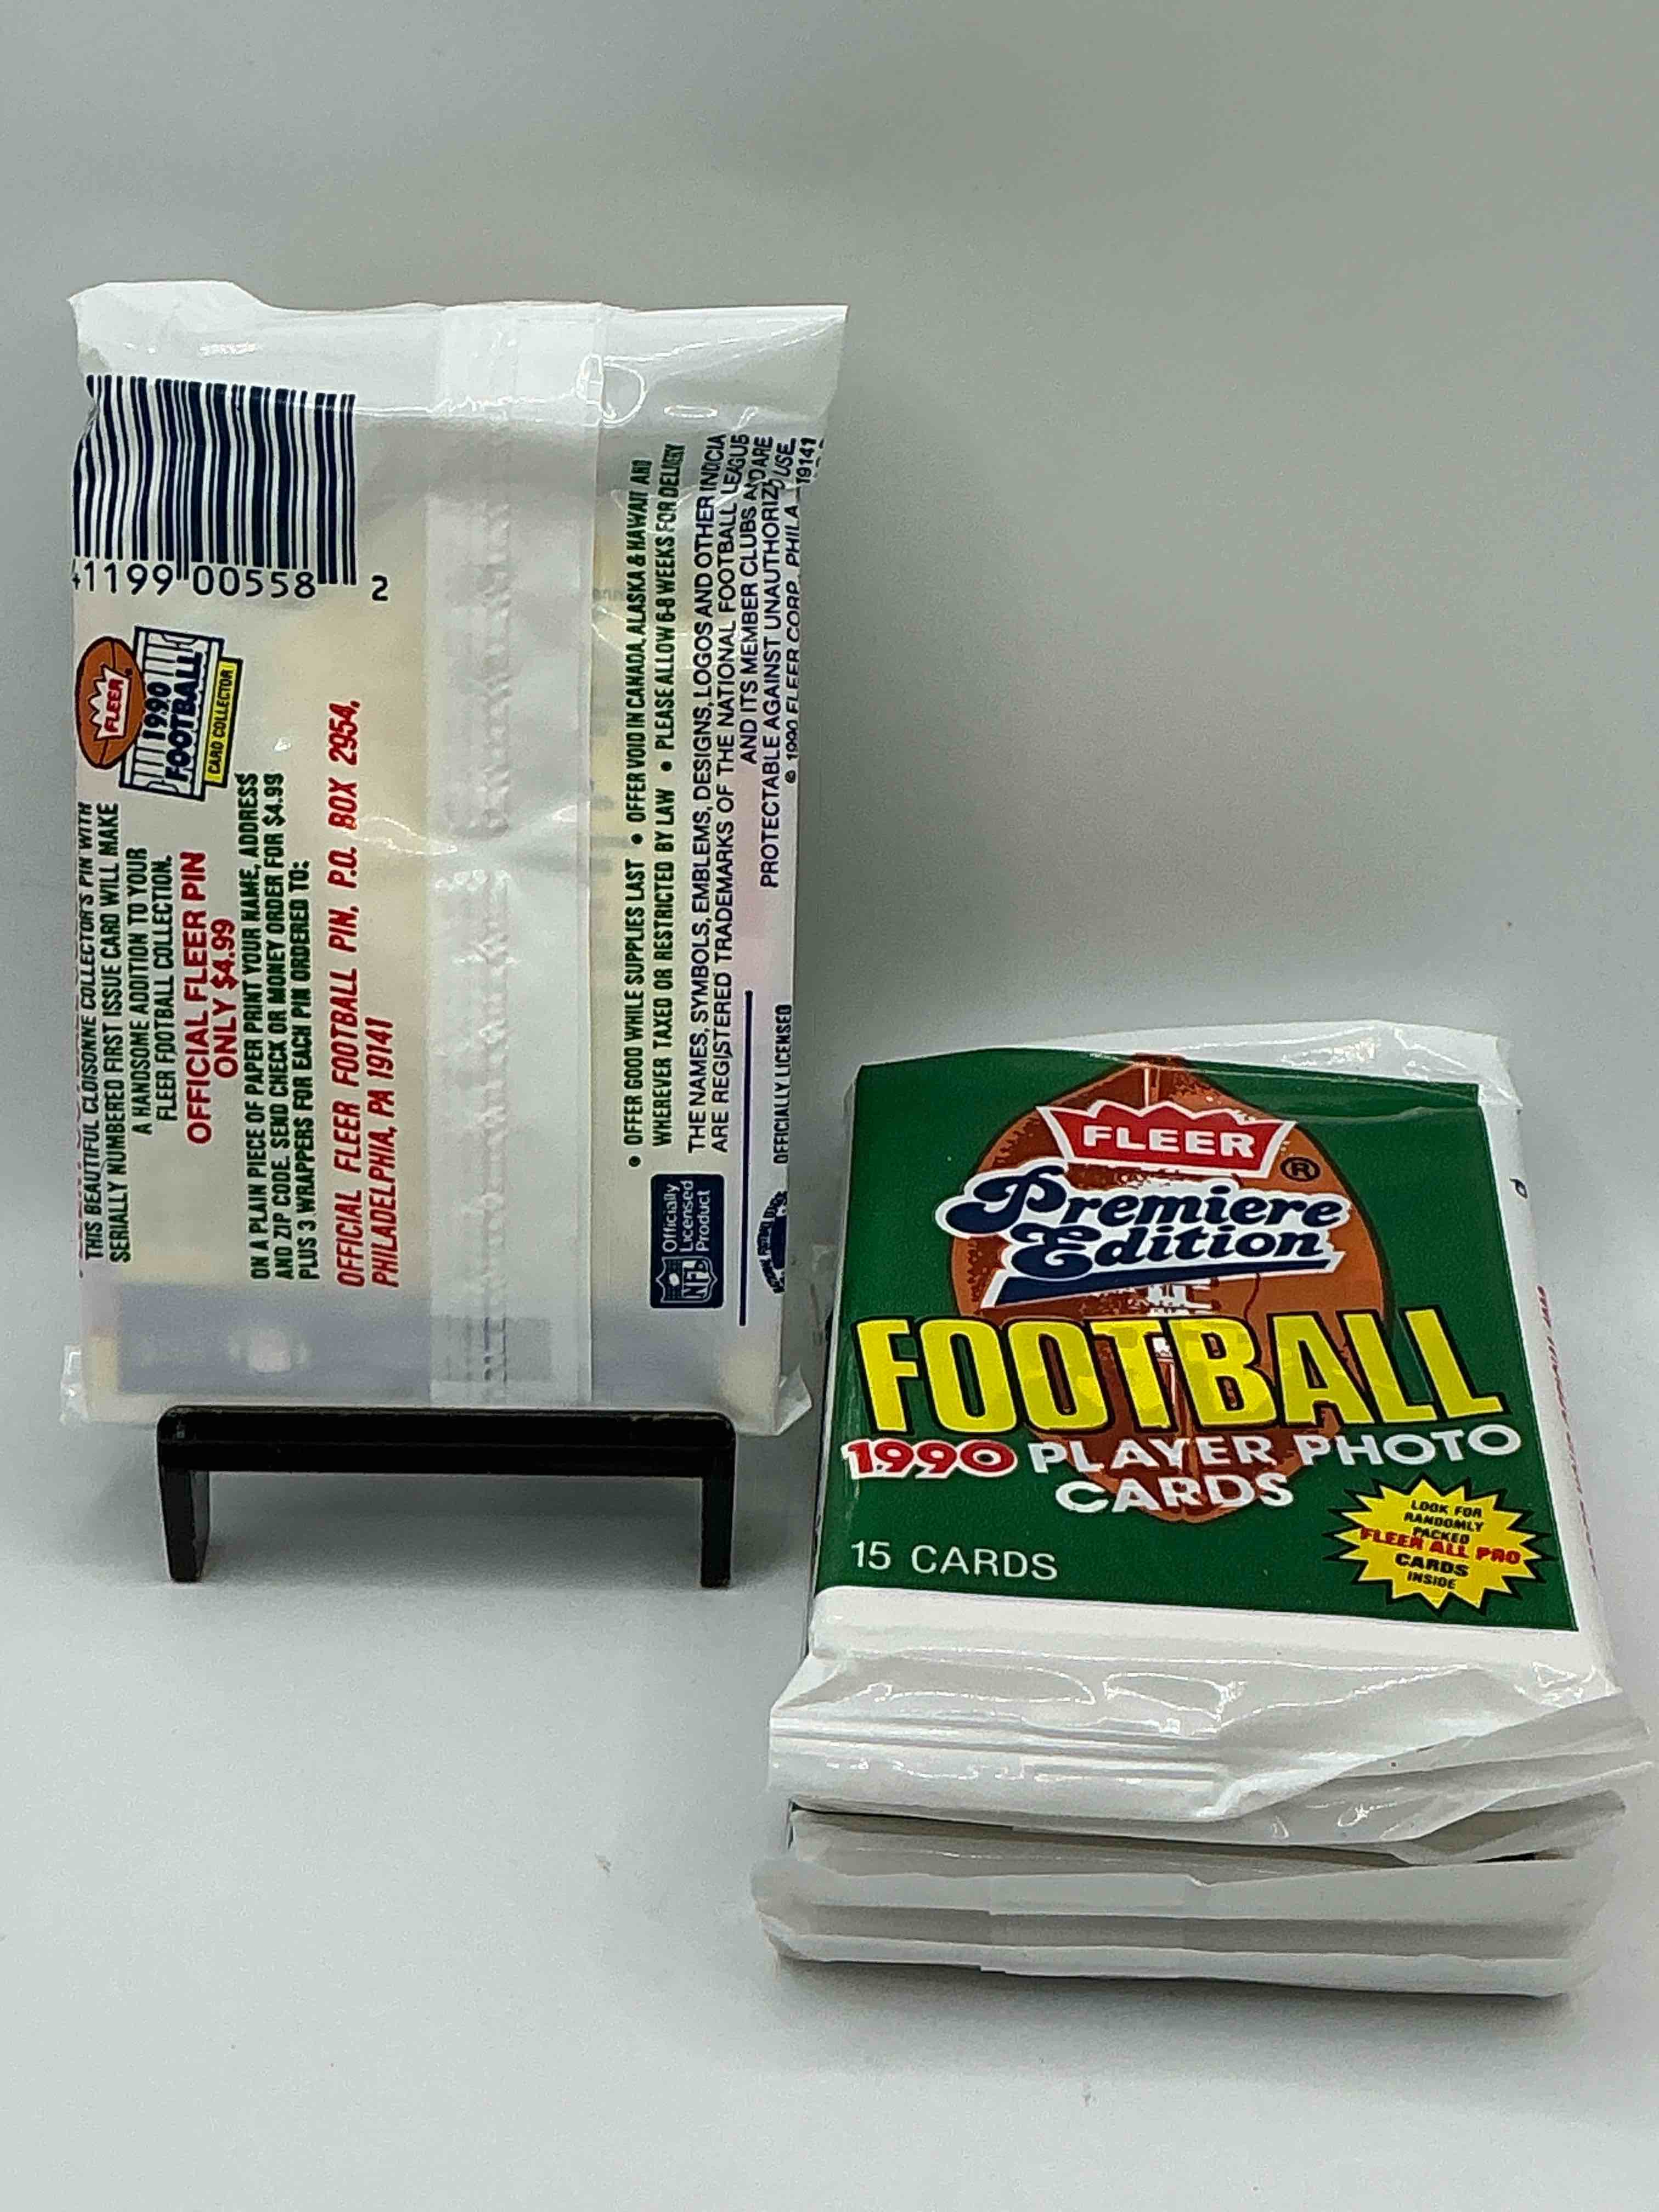 41199 00558 2
FLEER
1990
FOOTBALL
CARD COLLECTOR
THIS BEAUTIFUL CLOISONNE COLLECTOR'S PIN WITH
SERIALLY NUMBERED FIRST ISSUE CARD WILL MAKE
A HANDSOME ADDITION TO YOUR
FLEER FOOTBALL COLLECTION.
OFFICIAL FLEER PIN
ONLY $4.99
ON A PLAIN PIECE OF PAPER PRINT YOUR NAME, ADDRESS
AND ZIP CODE. SEND CHECK OR MONEY ORDER FOR $4.99
PLUS 3 WRAPPERS FOR EACH PIN ORDERED TO:
OFFICIAL FLEER FOOTBALL PIN, P.O. BOX 2954,
PHILADELPHIA, PA 19141
• OFFER GOOD WHILE SUPPLIES LAST • OFFER VOID IN CANADA, ALASKA & HAWAII AND
WHEREVER TAXED OR RESTRICTED BY LAW • PLEASE ALLOW 6-8 WEEKS FOR DELIVERY
NFL
Officially
Licensed
Product
THE NAMES, SYMBOLS, EMBLEMS, DESIGNS, LOGOS AND OTHER INDICIA
ARE REGISTERED TRADEMARKS OF THE NATIONAL FOOTBALL LEAGUE
AND ITS MEMBER CLUBS AND ARE
PROTECTABLE AGAINST UNAUTHORIZED USE.
© 1990 FLEER CORP., PHILA. 19141
OFFICIALLY LICENSED
FLEER ®
Premiere
Edition
FOOTBALL
1990 PLAYER PHOTO
CARDS
15 CARDS
LOOK FOR
RANDOMLY
PACKED
FLEER ALL PRO
CARDS
INSIDE